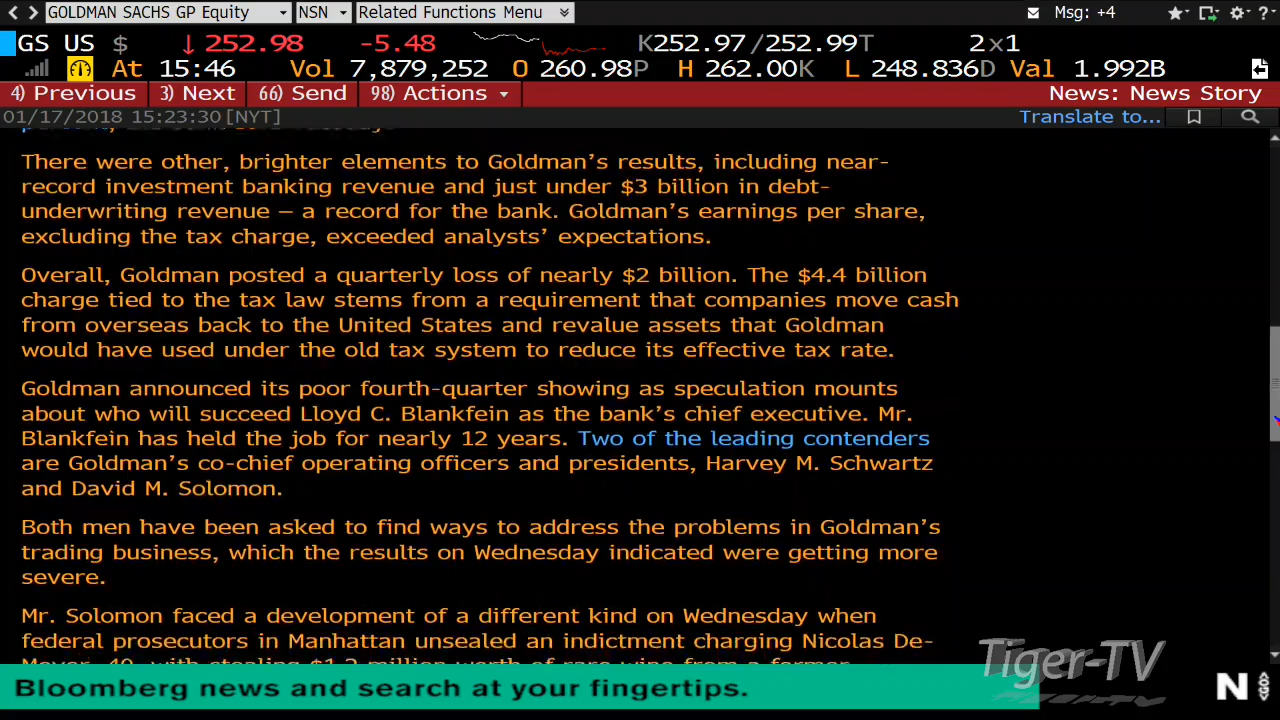 GOLDMAN SACHS GP Equity NSN Related Functions Menu Msg: +4
GS US $ ↓ 252.98 -5.48 K252.97/252.99T 2x1
At 15:46 Vol 7,879,252 O 260.98P H 262.00K L 248.836D Val 1.992B
4) Previous 3) Next 66) Send 98) Actions News: News Story
01/17/2018 15:23:30 [NYT] Translate to...
There were other, brighter elements to Goldman's results, including near-
record investment banking revenue and just under $3 billion in debt-
underwriting revenue — a record for the bank. Goldman's earnings per share,
excluding the tax charge, exceeded analysts' expectations.
Overall, Goldman posted a quarterly loss of nearly $2 billion. The $4.4 billion
charge tied to the tax law stems from a requirement that companies move cash
from overseas back to the United States and revalue assets that Goldman
would have used under the old tax system to reduce its effective tax rate.
Goldman announced its poor fourth-quarter showing as speculation mounts
about who will succeed Lloyd C. Blankfein as the bank's chief executive. Mr.
Blankfein has held the job for nearly 12 years. Two of the leading contenders
are Goldman's co-chief operating officers and presidents, Harvey M. Schwartz
and David M. Solomon.
Both men have been asked to find ways to address the problems in Goldman's
trading business, which the results on Wednesday indicated were getting more
severe.
Mr. Solomon faced a development of a different kind on Wednesday when
federal prosecutors in Manhattan unsealed an indictment charging Nicolas De-
Meyer, 40, with stealing $1.2 million worth of rare wine from a former
Tiger-TV
Bloomberg news and search at your fingertips.
N